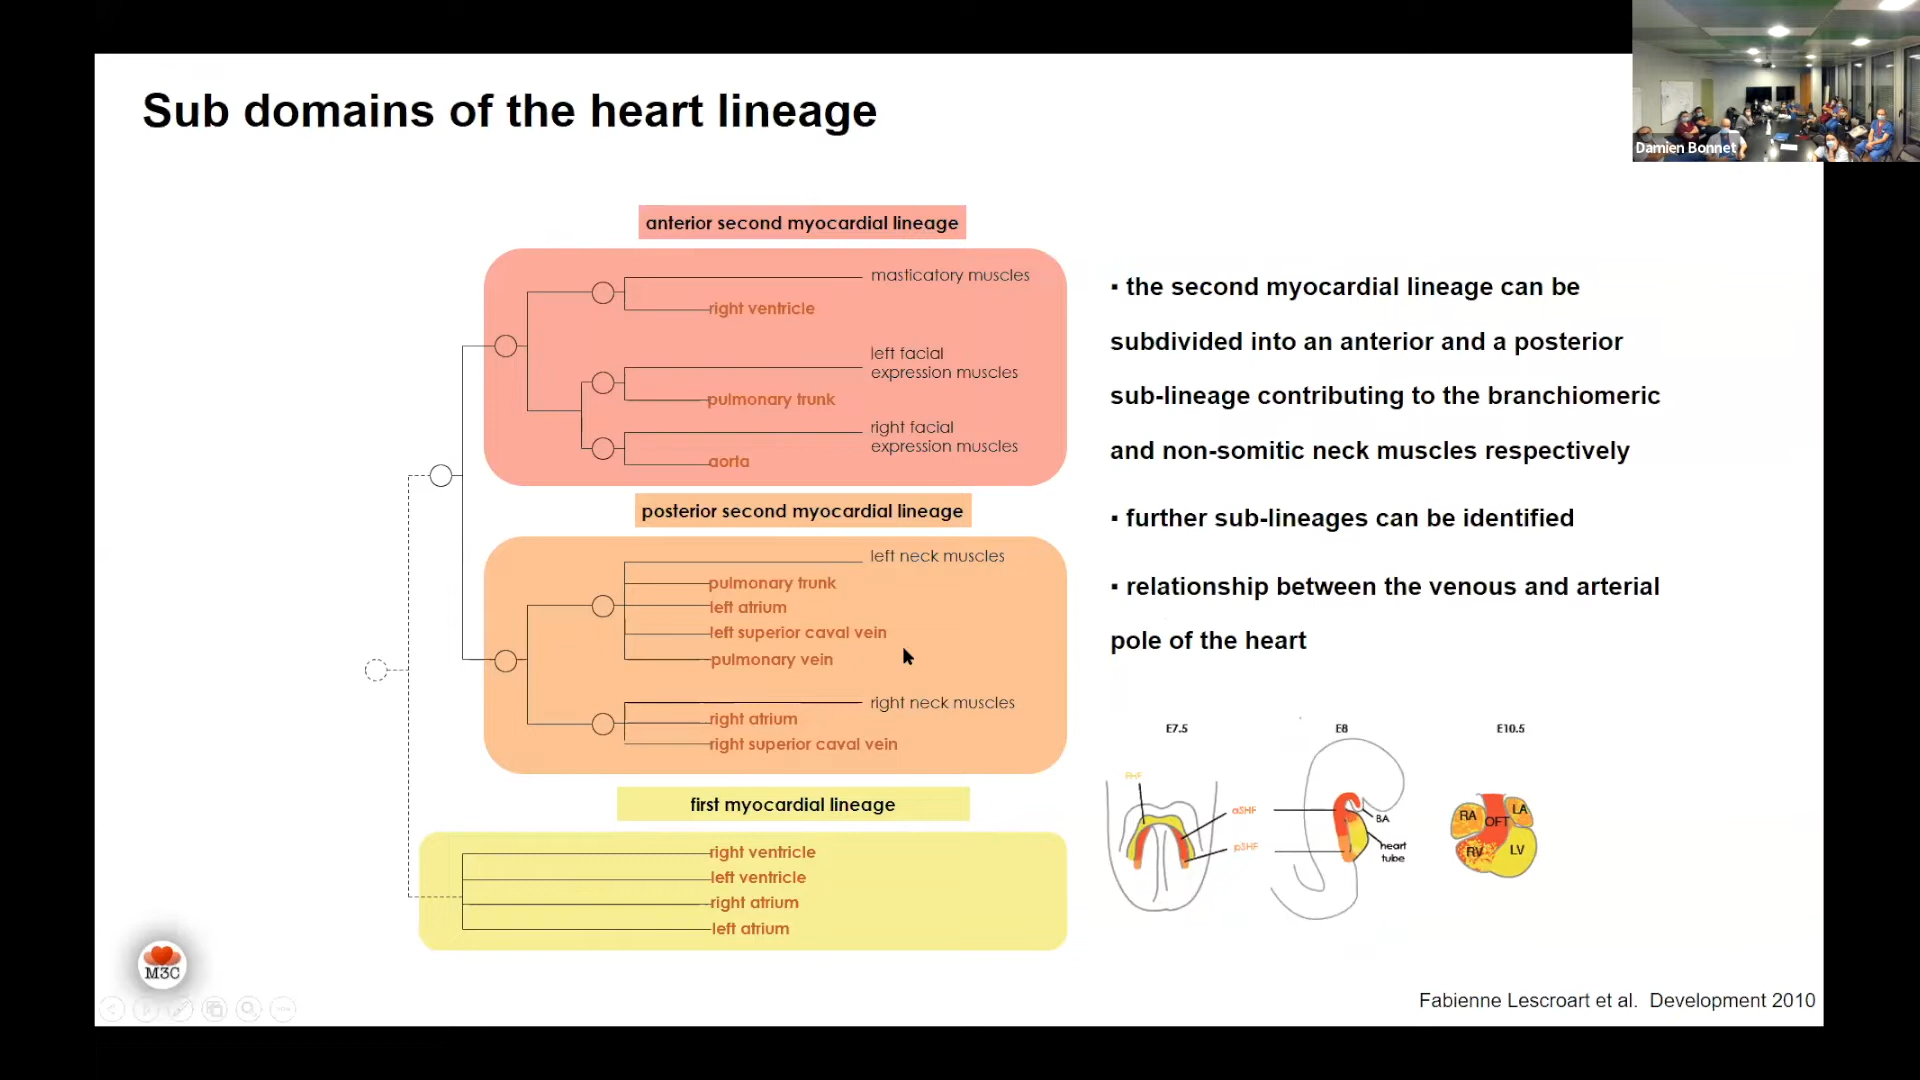 Sub domains of the heart lineage
Damien Bonnet
anterior second myocardial lineage
masticatory muscles
right ventricle
left facial
expression muscles
pulmonary trunk
right facial
expression muscles
aorta
posterior second myocardial lineage
left neck muscles
pulmonary trunk
left atrium
left superior caval vein
pulmonary vein
right neck muscles
right atrium
right superior caval vein
first myocardial lineage
right ventricle
left ventricle
right atrium
left atrium
▪ the second myocardial lineage can be
subdivided into an anterior and a posterior
sub-lineage contributing to the branchiomeric
and non-somitic neck muscles respectively
▪ further sub-lineages can be identified
▪ relationship between the venous and arterial
pole of the heart
E7.5
E8
E10.5
FHF
aSHF
pSHF
BA
heart
tube
RA
OFT
LA
RV
LV
M3C
Fabienne Lescroart et al. Development 2010